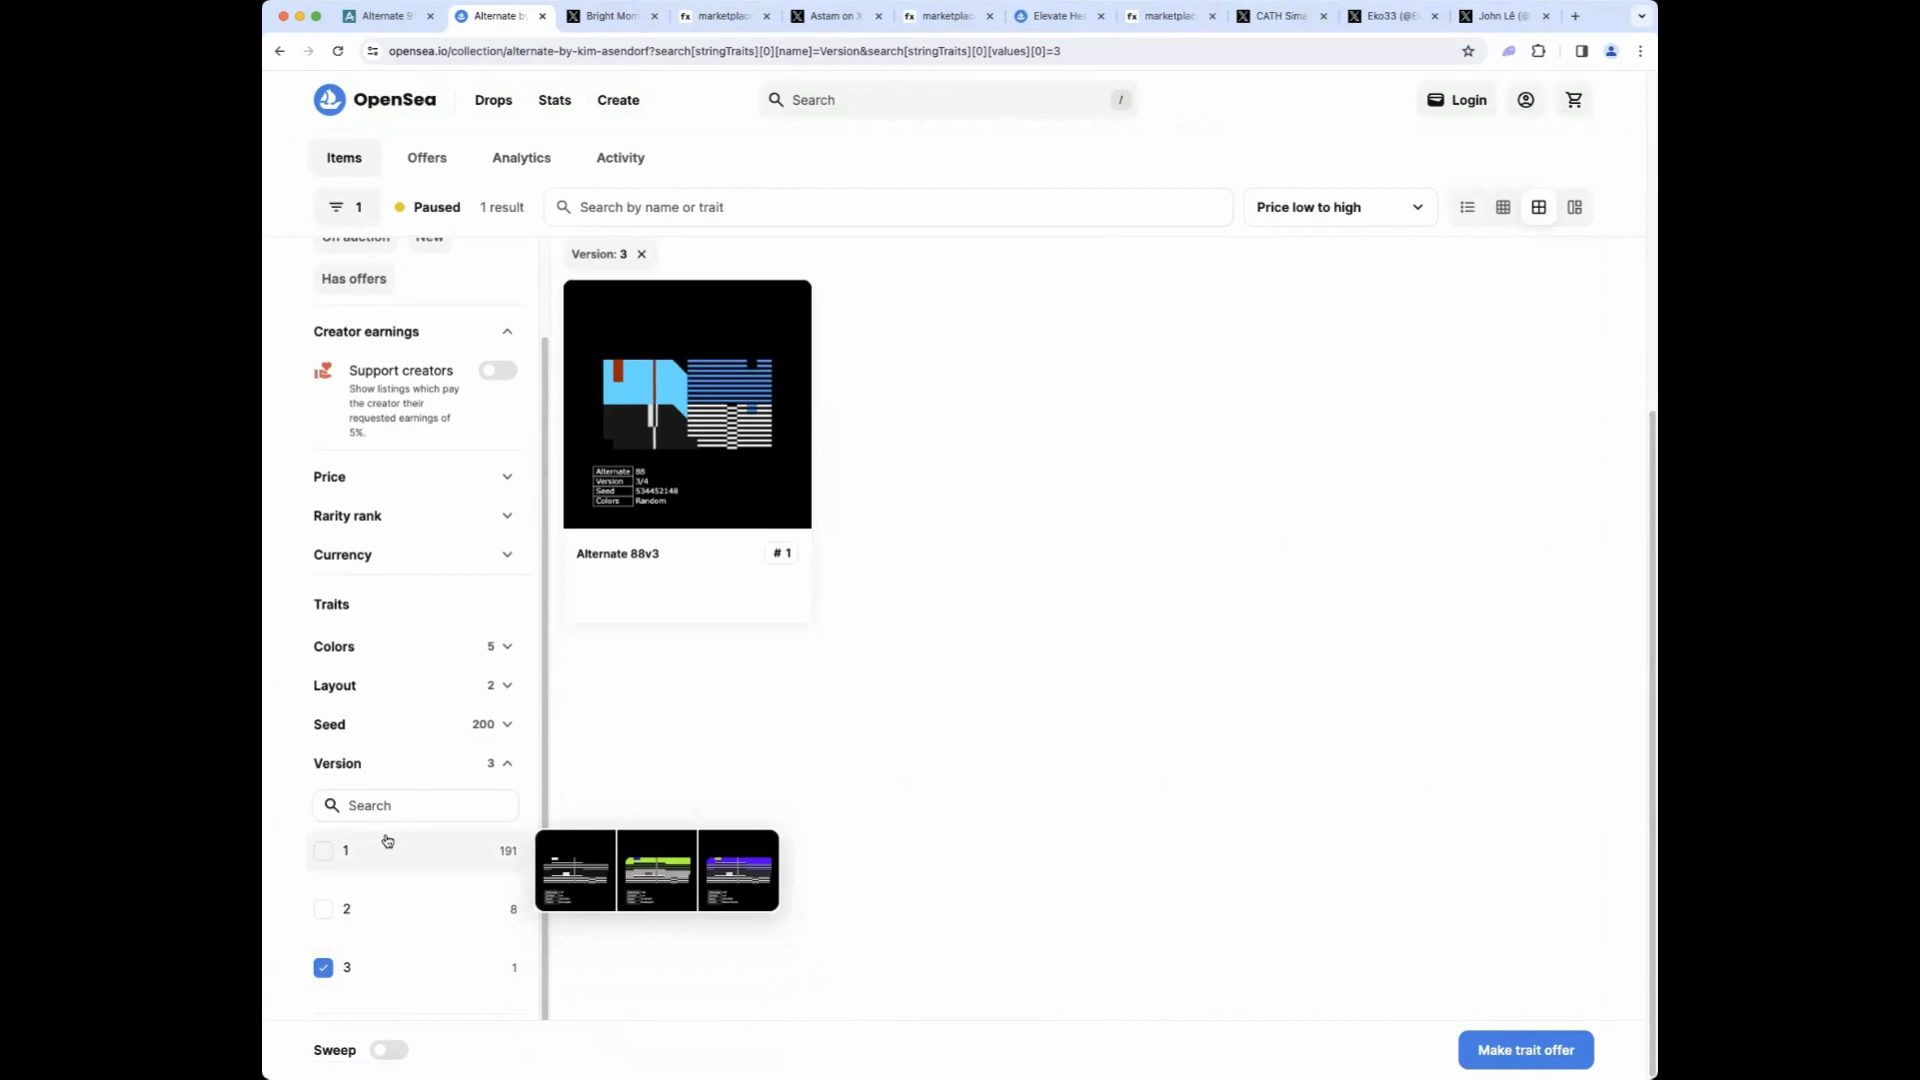 Alternate 9
Alternate by
Bright Mom
marketplac
Astam on X
marketplac
Elevate Hea
marketplac
CATH Sima
Eko33 (@E
John Lê (@
opensea.io/collection/alternate-by-kim-asendorf?search[stringTraits][0][name]=Version&search[stringTraits][0][values][0]=3
OpenSea
Drops
Stats
Create
Search
/
Login
Items
Offers
Analytics
Activity
1
Paused
1 result
Search by name or trait
Price low to high
On auction
New
Has offers
Creator earnings
Support creators
Show listings which pay
the creator their
requested earnings of
5%.
Price
Rarity rank
Currency
Traits
Colors 5
Layout 2
Seed 200
Version 3
Search
1 191
2 8
3 1
Version: 3
Alternate 88
Version 3/4
Seed 534452148
Colors Random
Alternate 88v3
# 1
Sweep
Make trait offer